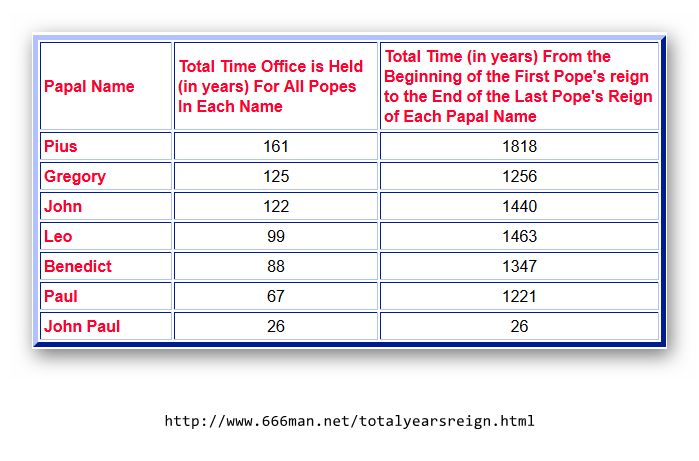 Papal Name
Total Time Office is Held
(in years) For All Popes
In Each Name
Total Time (in years) From the
Beginning of the First Pope's reign
to the End of the Last Pope's Reign
of Each Papal Name
Pius 161 1818
Gregory 125 1256
John 122 1440
Leo 99 1463
Benedict 88 1347
Paul 67 1221
John Paul 26 26
http://www.666man.net/totalyearsreign.html